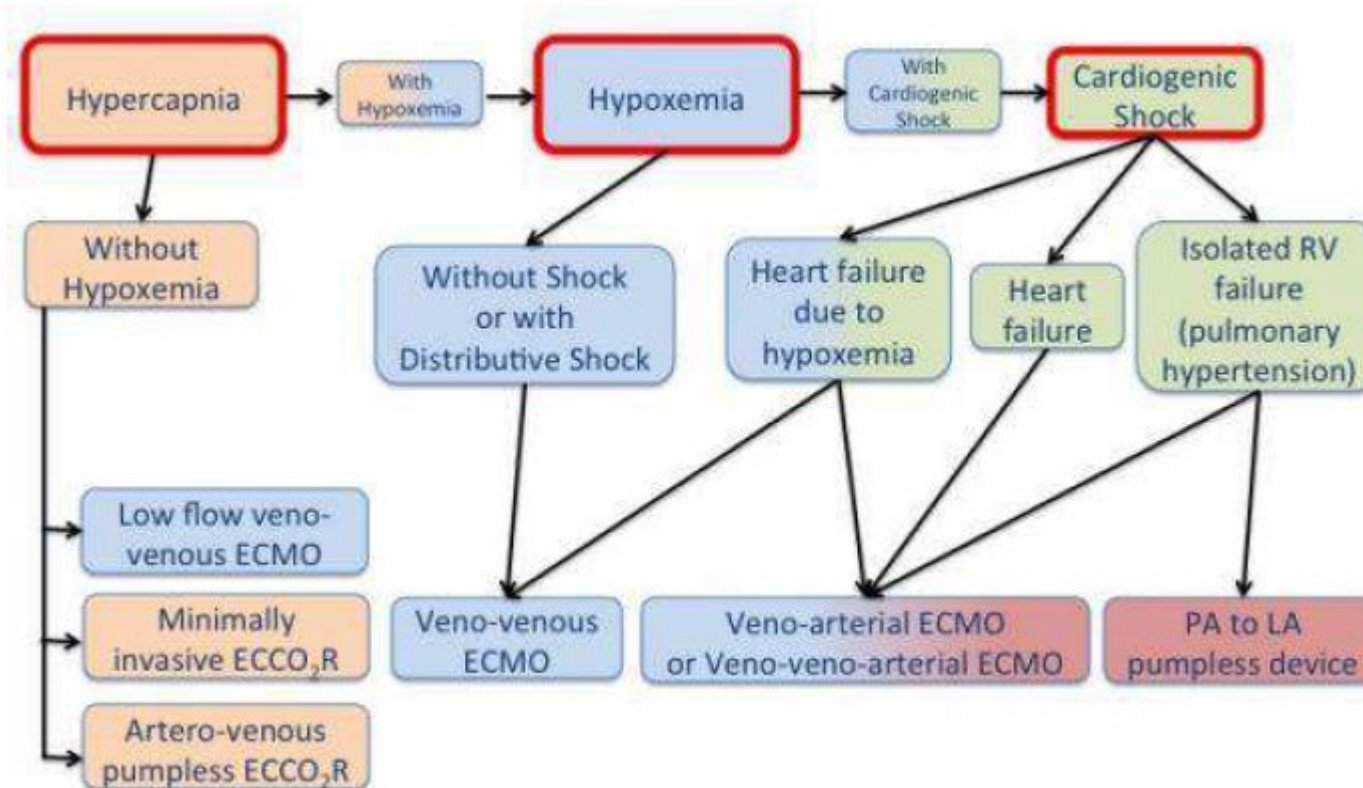 Hypercapnia
With
Hypoxemia
Hypoxemia
With
Cardiogenic
Shock
Cardiogenic
Shock
Without
Hypoxemia
Without Shock
or with
Distributive Shock
Heart failure
due to
hypoxemia
Heart
failure
Isolated RV
failure
(pulmonary
hypertension)
Low flow veno-
venous ECMO
Minimally
invasive ECCO₂R
Artero-venous
pumpless ECCO₂R
Veno-venous
ECMO
Veno-arterial ECMO
or Veno-veno-arterial ECMO
PA to LA
pumpless device